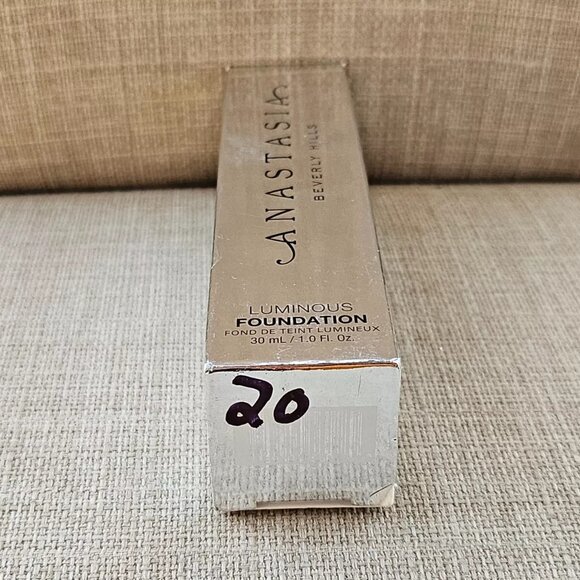 ANASTASIA
BEVERLY HILLS
LUMINOUS
FOUNDATION
FOND DE TEINT LUMINEUX
30 mL / 1.0 Fl. Oz.
20